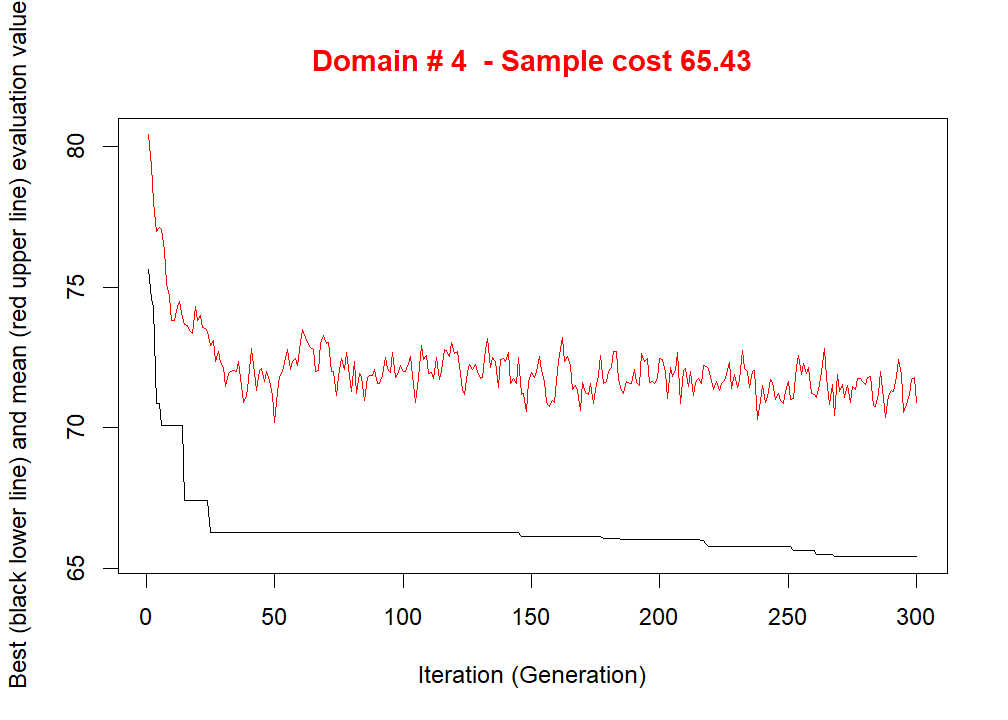 Domain # 4  - Sample cost 65.43
Best (black lower line) and mean (red upper line) evaluation value
80
75
70
65
0 50 100 150 200 250 300
Iteration (Generation)